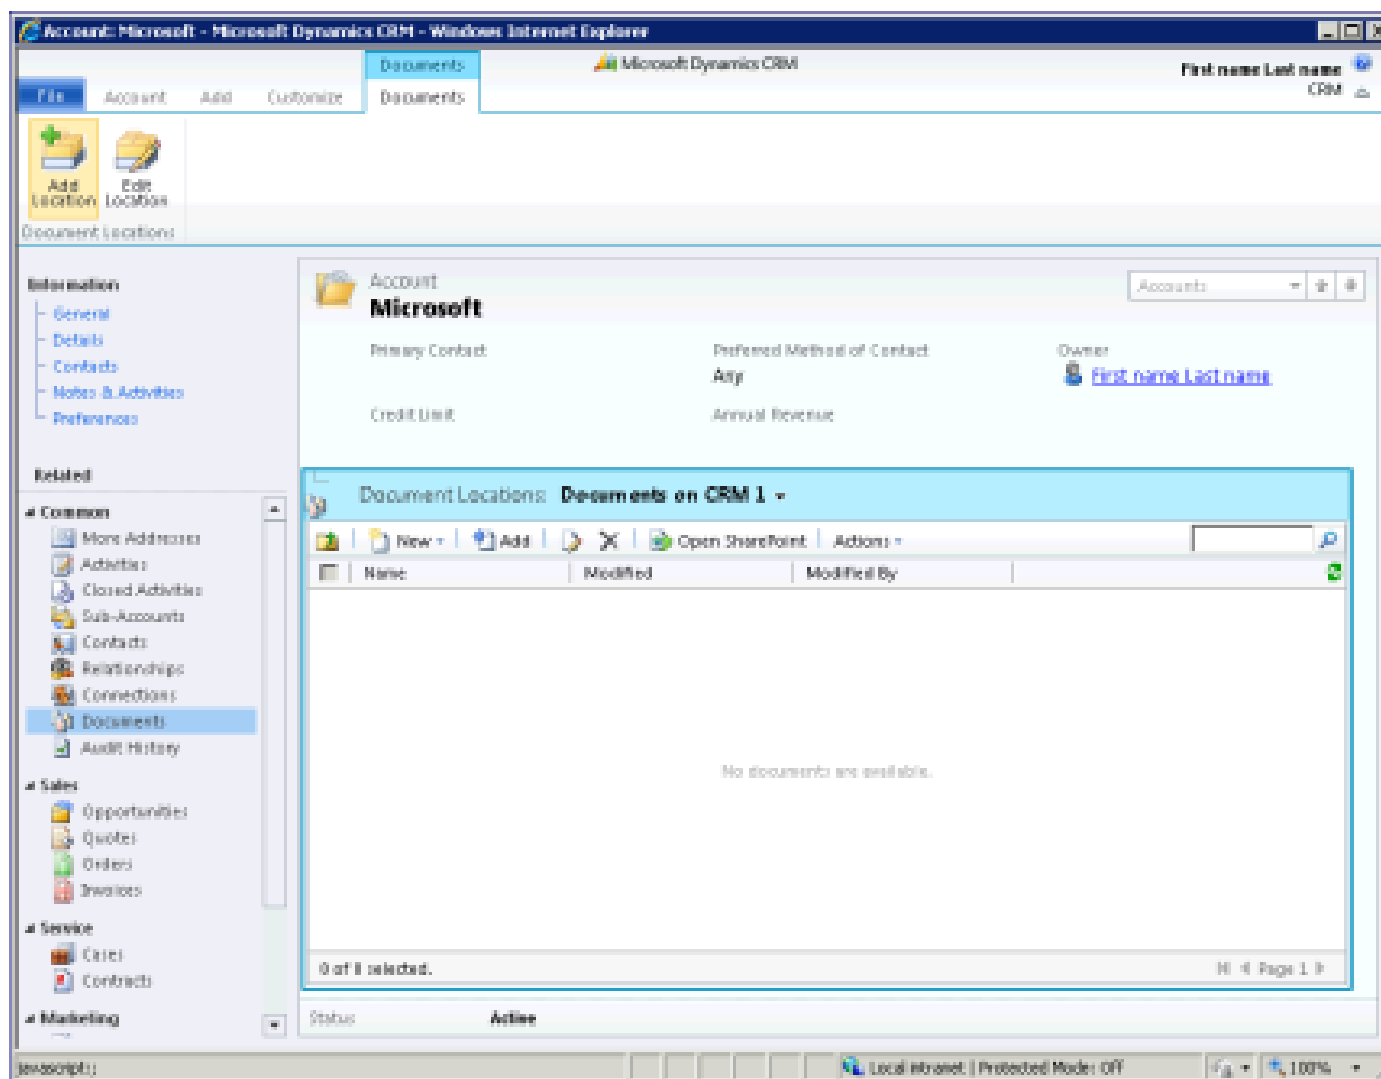 Account: Microsoft - Microsoft Dynamics CRM - Windows Internet Explorer
Documents
Microsoft Dynamics CRM
First name Last name
CRM
File
Account
Add
Customize
Documents
Add Location
Edit Location
Document Locations
Information
General
Details
Contacts
Notes & Activities
Preferences
Related
Common
More Addresses
Activities
Closed Activities
Sub-Accounts
Contacts
Relationships
Connections
Documents
Audit History
Sales
Opportunities
Quotes
Orders
Invoices
Service
Cases
Contracts
Marketing
Account
Microsoft
Accounts
Primary Contact
Preferred Method of Contact
Any
Owner
First name Last name
Credit Limit
Annual Revenue
Document Locations: Documents on CRM 1
New
Add
Open SharePoint
Actions
Name
Modified
Modified By
No documents are available.
0 of 0 selected.
Page 1
Status
Active
javascript:;
Local intranet | Protected Mode: Off
100%